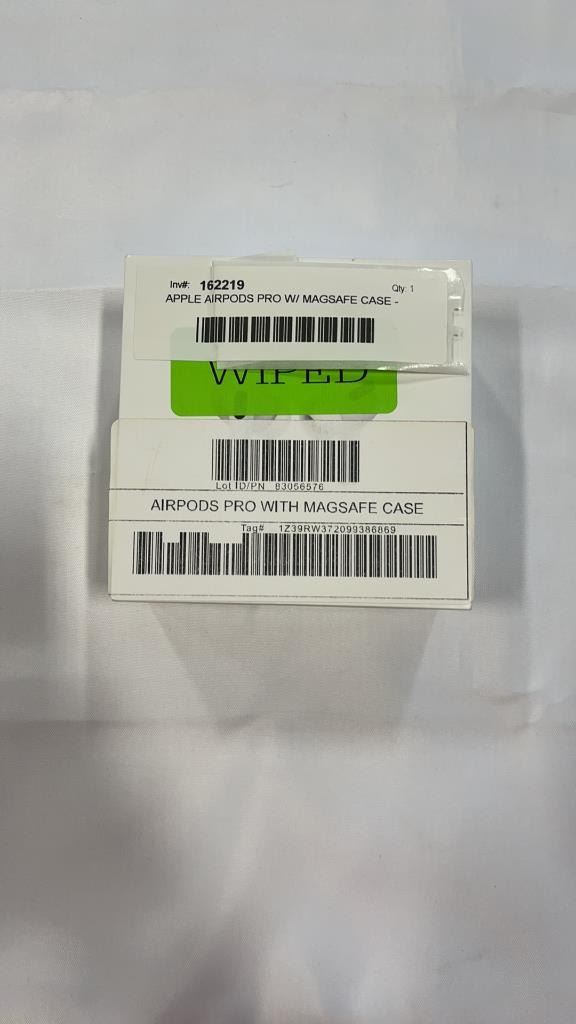 Inv#: 162219
Qty: 1
APPLE AIRPODS PRO W/ MAGSAFE CASE -
WIPED
Lot ID/PN 83056576
AIRPODS PRO WITH MAGSAFE CASE
Tag# 1Z39RW372099386869